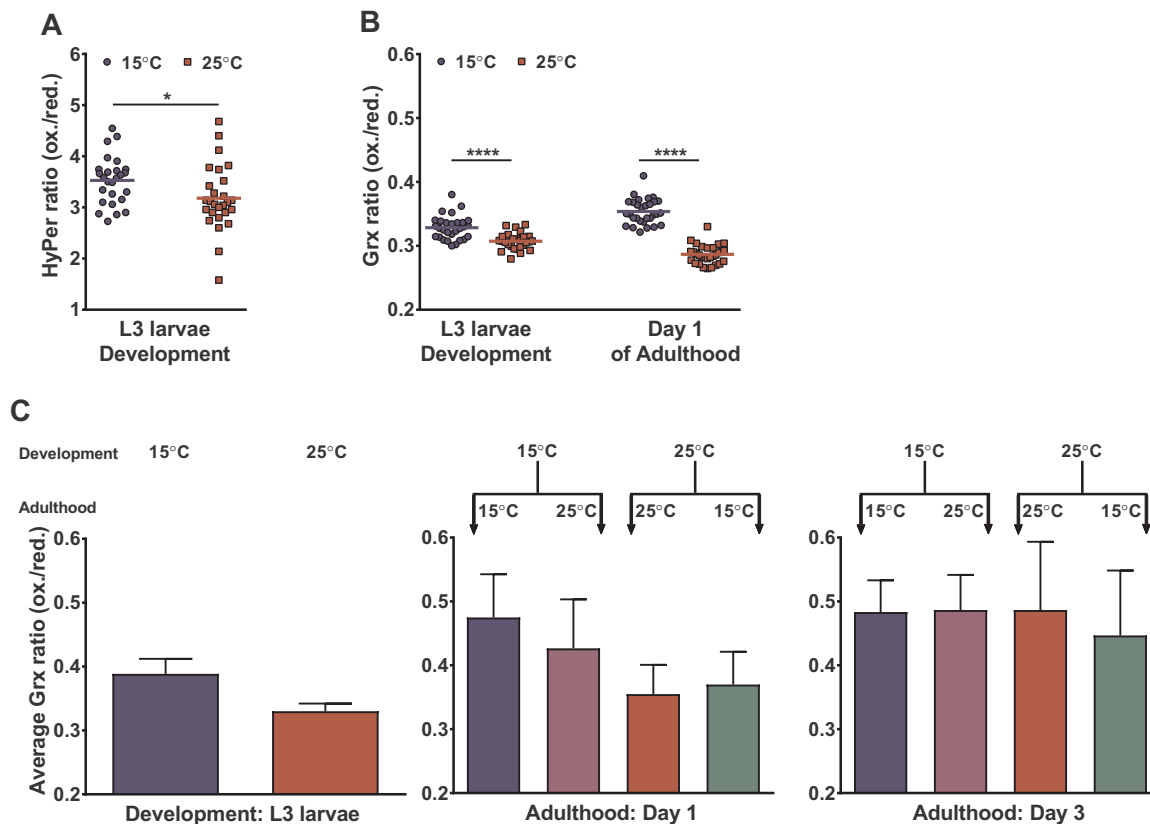 A
HyPer ratio (ox./red.)
6
5
4
3
2
1
15°C
25°C
*
L3 larvae
Development
B
Grx ratio (ox./red.)
0.6
0.5
0.4
0.3
0.2
15°C
25°C
****
****
L3 larvae
Development
Day 1
of Adulthood
C
Development
15°C
25°C
15°C
25°C
15°C
25°C
Adulthood
15°C
25°C
25°C
15°C
15°C
25°C
25°C
15°C
Average Grx ratio (ox./red.)
0.6
0.5
0.4
0.3
0.2
Development: L3 larvae
0.6
0.5
0.4
0.3
0.2
Adulthood: Day 1
0.6
0.5
0.4
0.3
0.2
Adulthood: Day 3